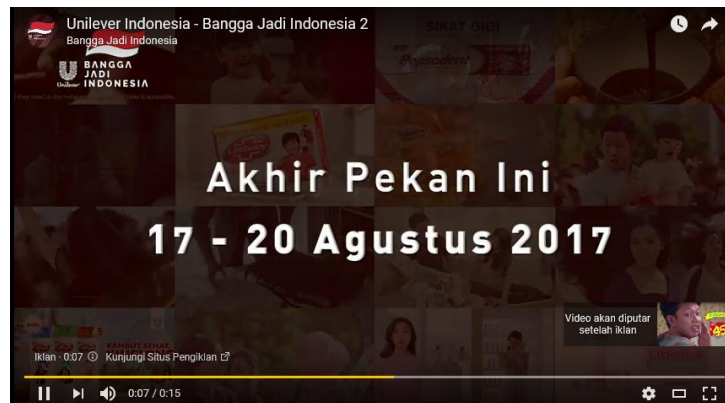 Unilever Indonesia - Bangga Jadi Indonesia 2
Bangga Jadi Indonesia
BANGGA
JADI
INDONESIA
Unilever
SIKAT GIGI
Pepsodent
LIFEBUOY
Akhir Pekan Ini
17 - 20 Agustus 2017
RAMBUT SEHAT,
Video akan diputar
setelah iklan
Iklan · 0:07
Kunjungi Situs Pengiklan
0:07 / 0:15